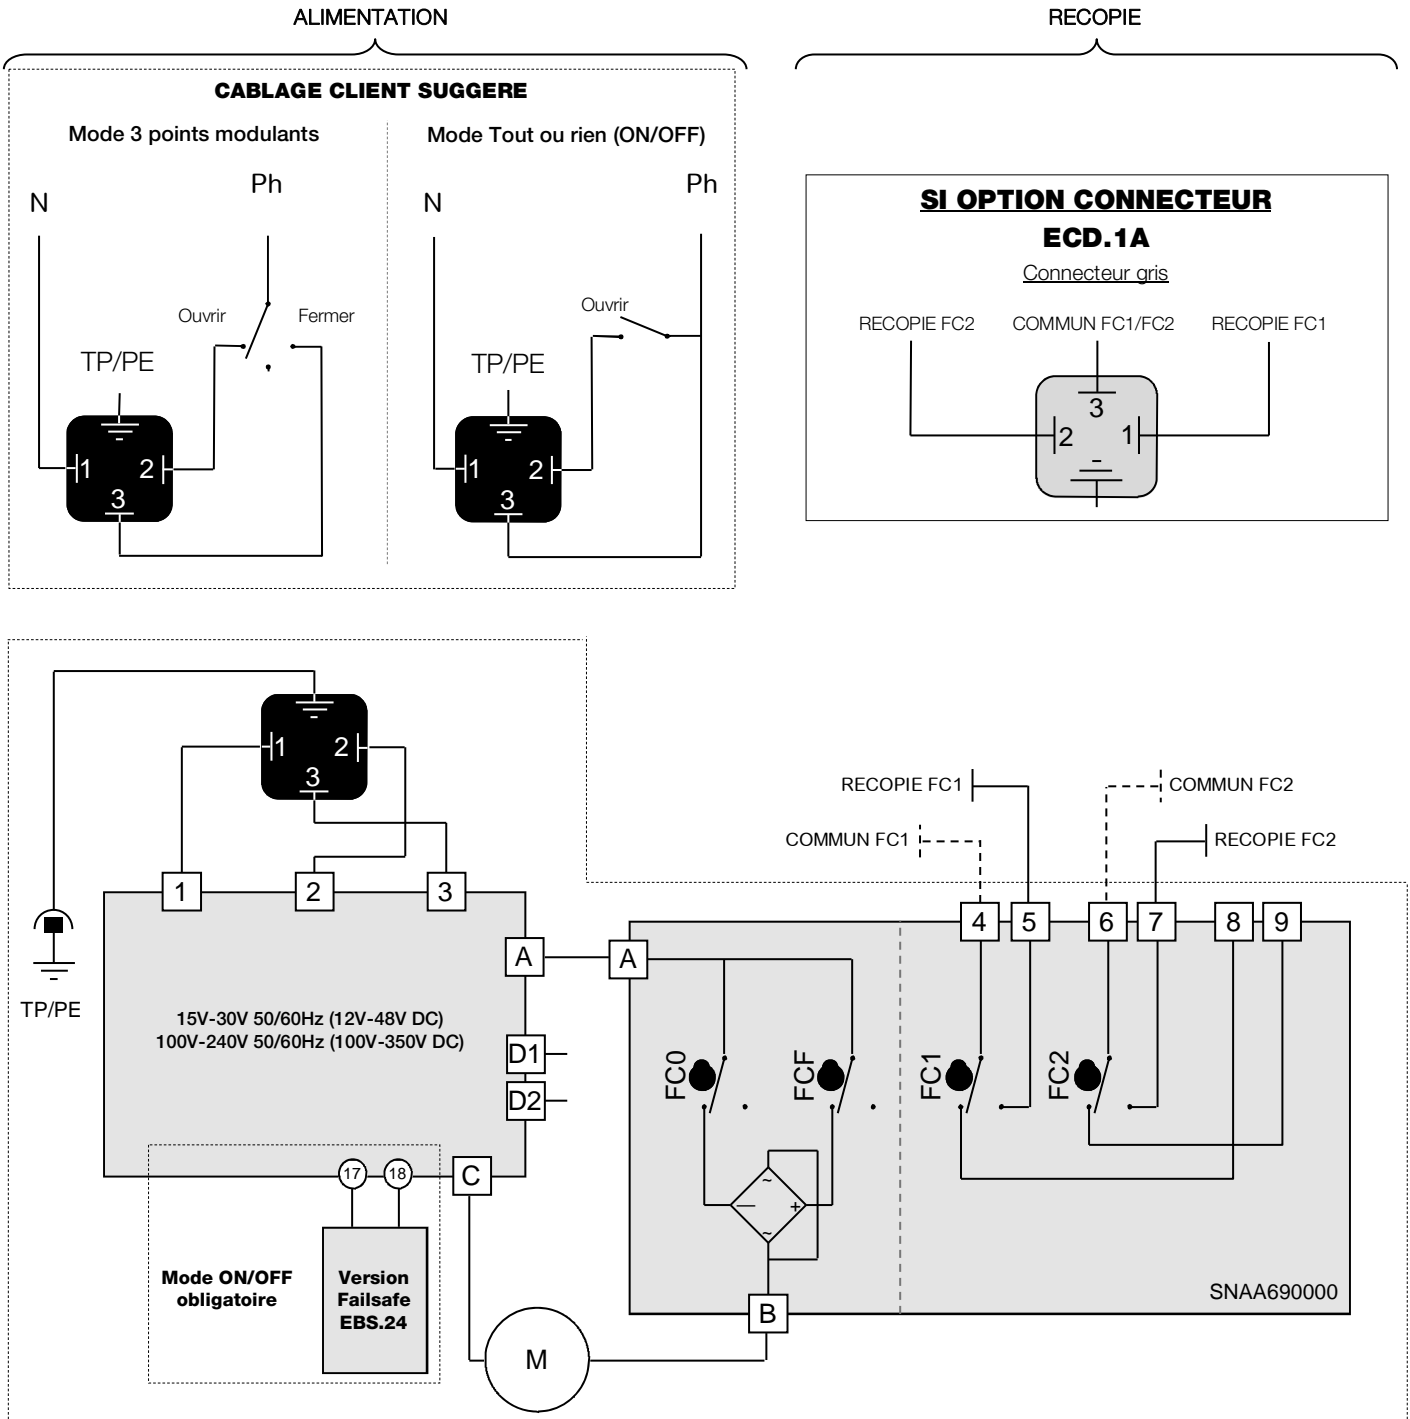 ALIMENTATION
RECOPIE
CABLAGE CLIENT SUGGERE
Mode 3 points modulants
Mode Tout ou rien (ON/OFF)
N
Ph
Ouvrir
Fermer
TP/PE
1
2
3
N
Ph
Ouvrir
TP/PE
1
2
3
SI OPTION CONNECTEUR
ECD.1A
Connecteur gris
RECOPIE FC2
COMMUN FC1/FC2
RECOPIE FC1
3
2
1
1
2
3
RECOPIE FC1
COMMUN FC2
COMMUN FC1
RECOPIE FC2
1
2
3
4
5
6
7
8
9
A
A
TP/PE
15V-30V 50/60Hz (12V-48V DC)
100V-240V 50/60Hz (100V-350V DC)
D1
D2
FC0
FCF
FC1
FC2
17
18
C
~
—
+
~
Mode ON/OFF
obligatoire
Version
Failsafe
EBS.24
SNAA690000
B
M